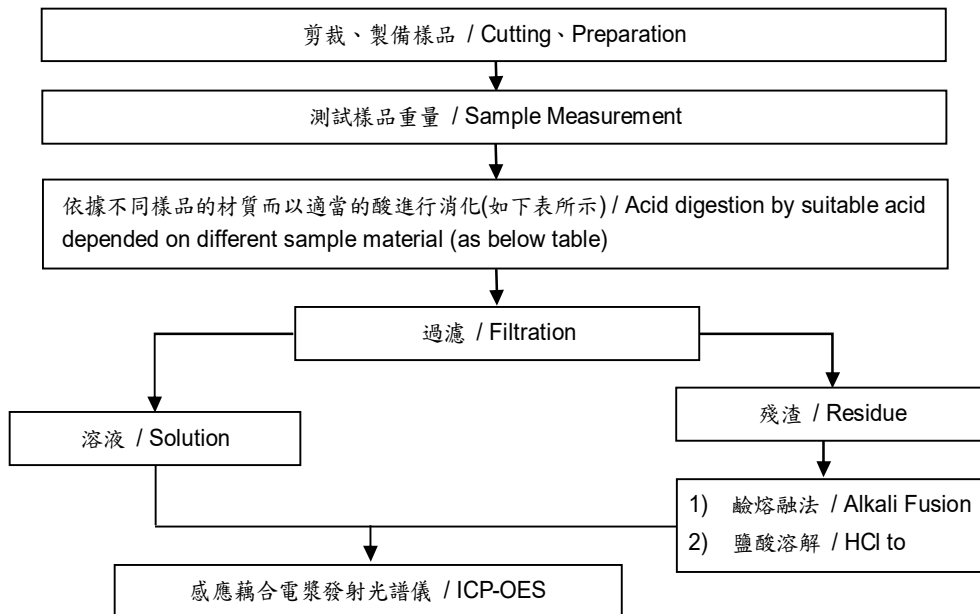 剪裁、製備樣品 / Cutting、Preparation
測試樣品重量 / Sample Measurement
依據不同樣品的材質而以適當的酸進行消化(如下表所示) / Acid digestion by suitable acid
depended on different sample material (as below table)
過濾 / Filtration
溶液 / Solution
殘渣 / Residue
1) 鹼熔融法 / Alkali Fusion
2) 鹽酸溶解 / HCl to
感應藕合電漿發射光譜儀 / ICP-OES